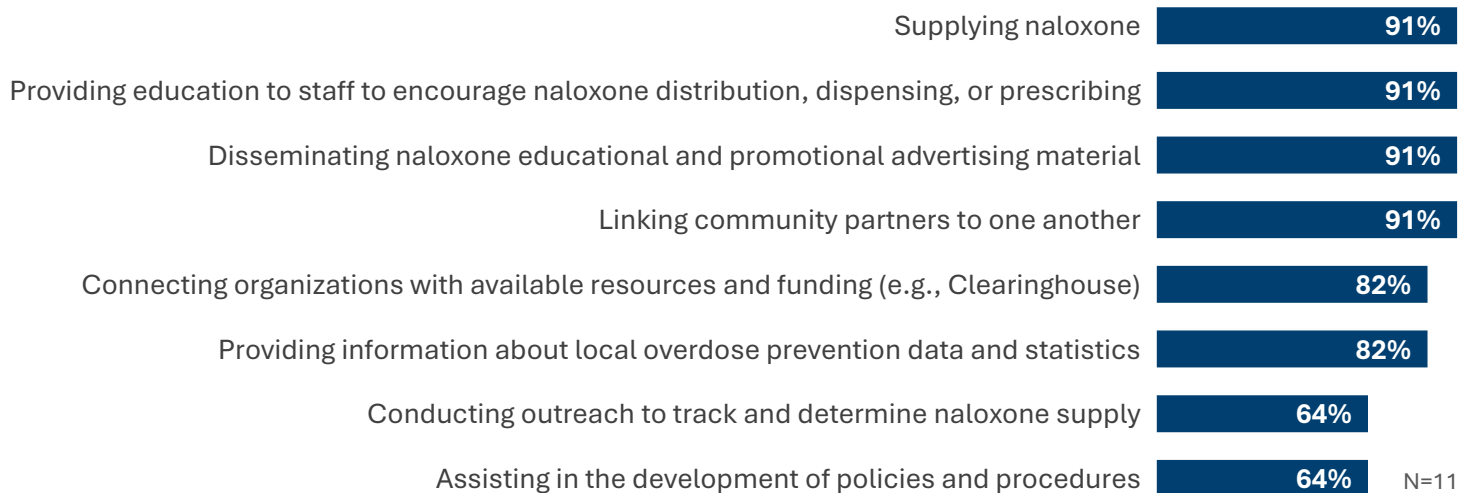 Supplying naloxone 91%
Providing education to staff to encourage naloxone distribution, dispensing, or prescribing 91%
Disseminating naloxone educational and promotional advertising material 91%
Linking community partners to one another 91%
Connecting organizations with available resources and funding (e.g., Clearinghouse) 82%
Providing information about local overdose prevention data and statistics 82%
Conducting outreach to track and determine naloxone supply 64%
Assisting in the development of policies and procedures 64% N=11